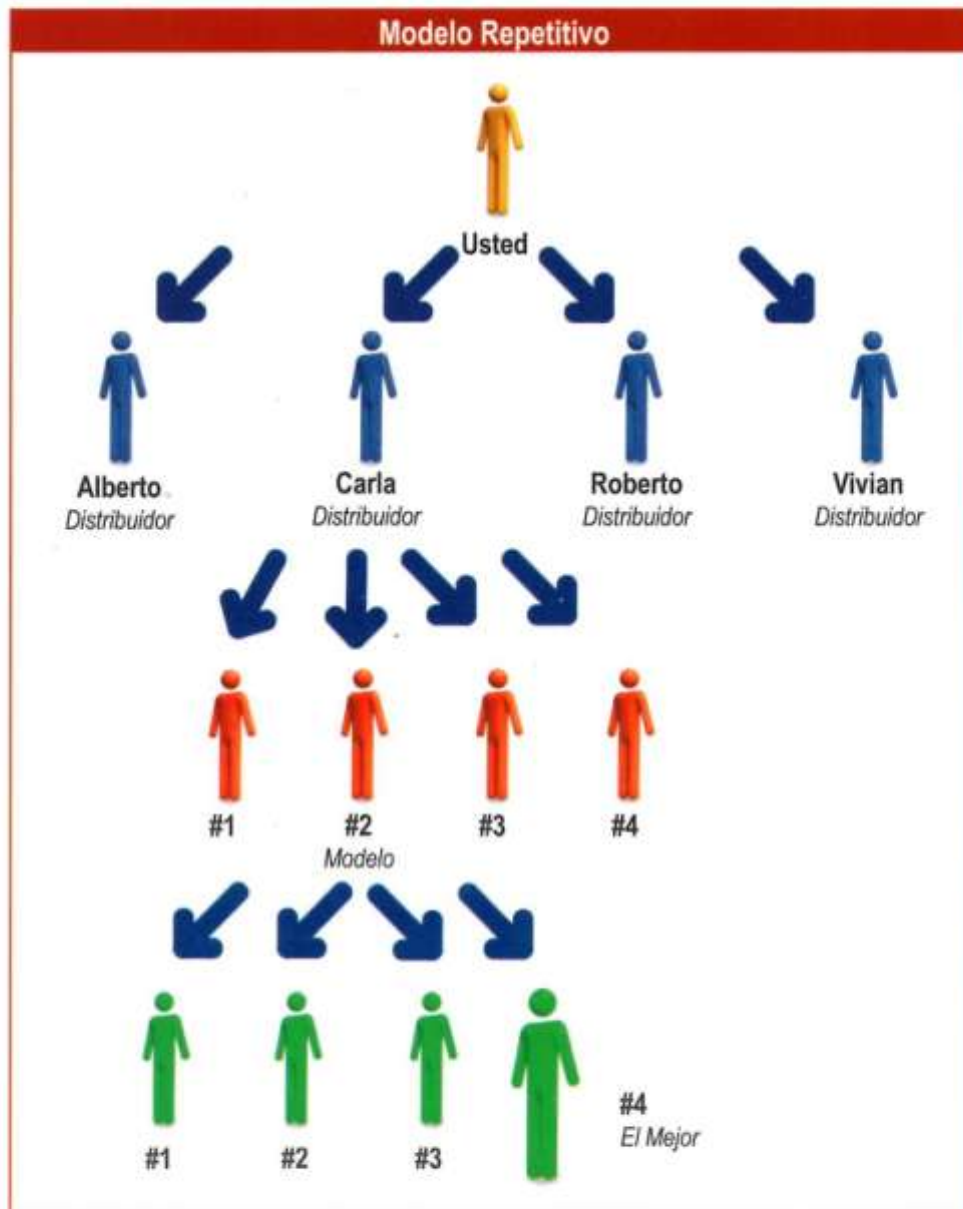 Modelo Repetitivo
Usted
Alberto
Distribuidor
Carla
Distribuidor
Roberto
Distribuidor
Vivian
Distribuidor
#1
#2
Modelo
#3
#4
#1
#2
#3
#4
El Mejor